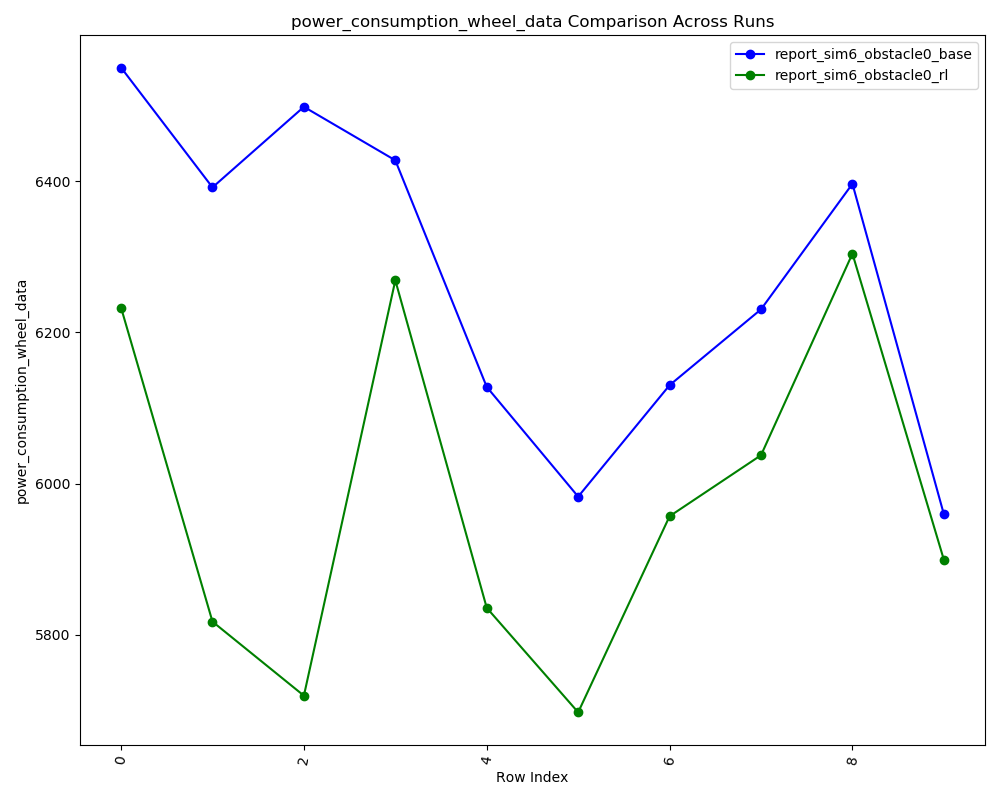 power_consumption_wheel_data Comparison Across Runs
report_sim6_obstacle0_base
report_sim6_obstacle0_rl
power_consumption_wheel_data
6400
6200
6000
5800
0
2
4
6
8
Row Index